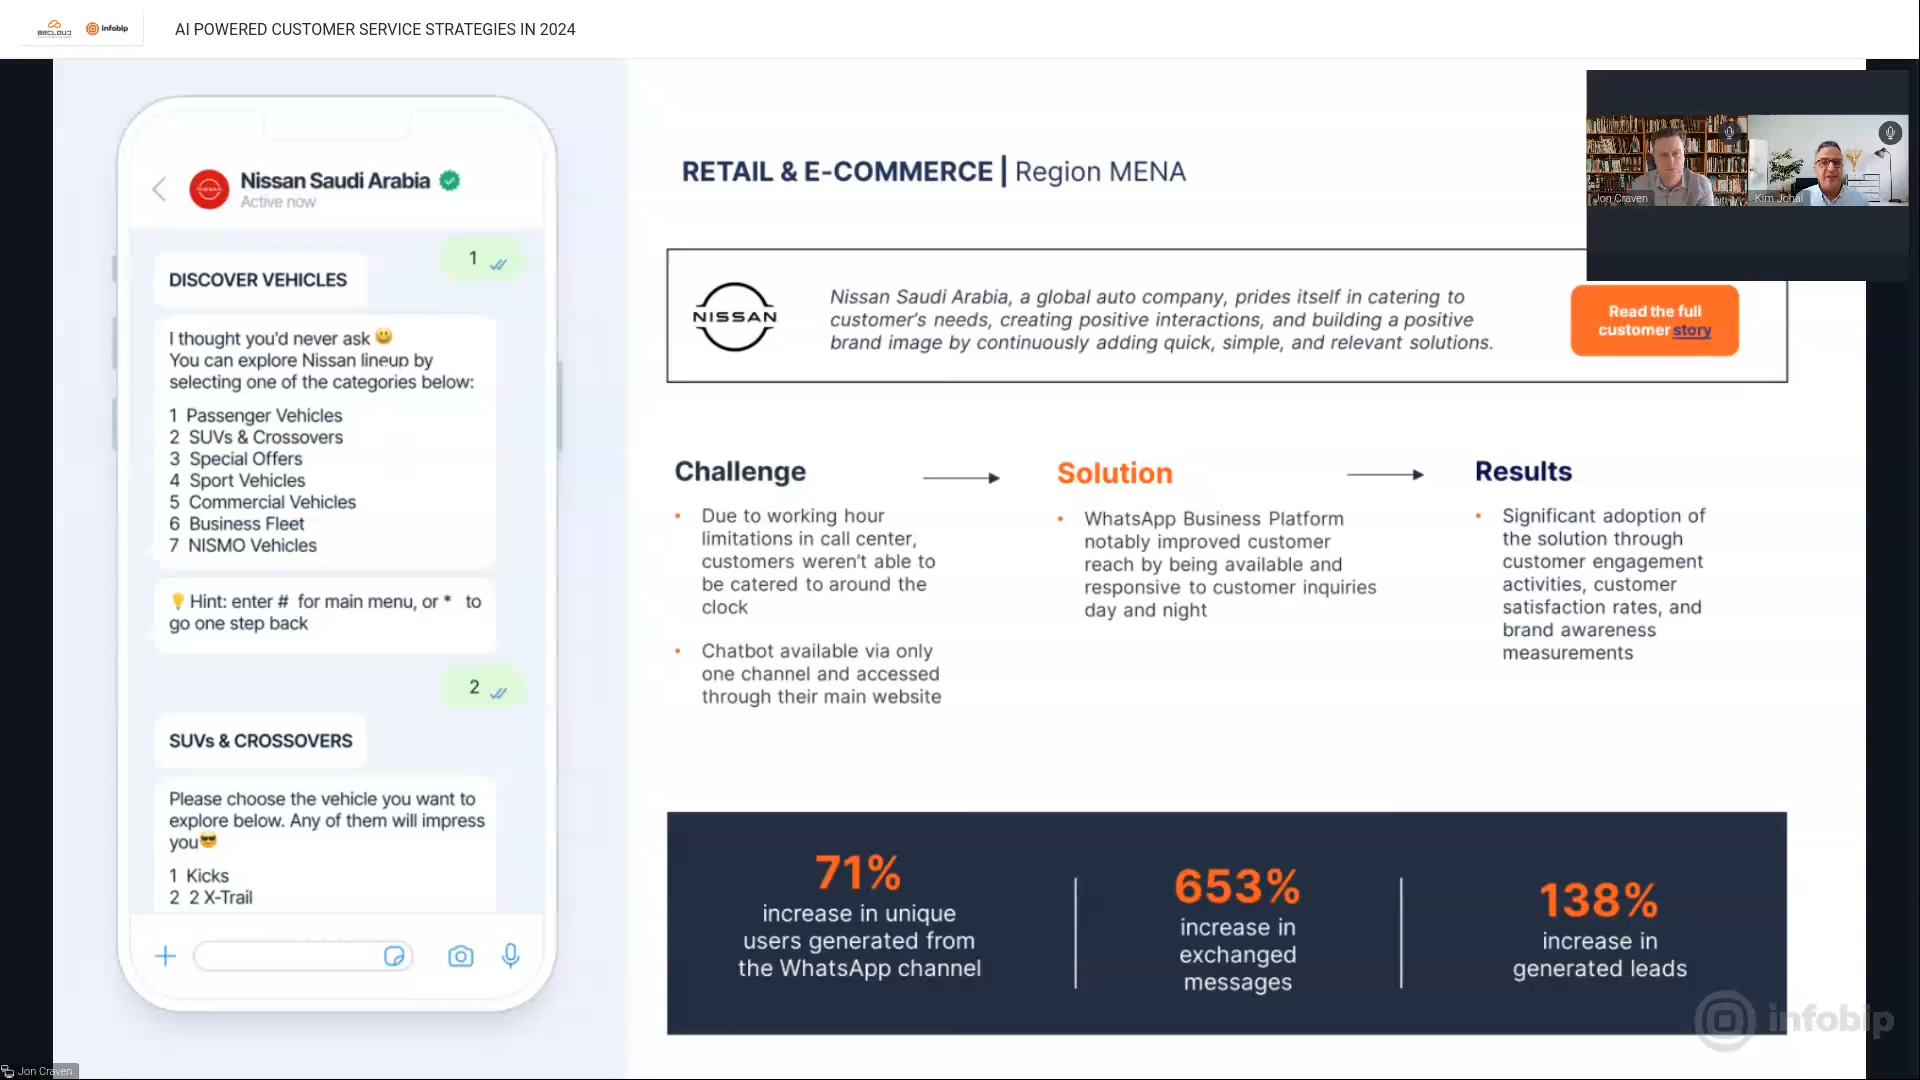 BECLOUD infobip AI POWERED CUSTOMER SERVICE STRATEGIES IN 2024
Nissan Saudi Arabia
Active now
1
DISCOVER VEHICLES
I thought you'd never ask 😃
You can explore Nissan lineup by
selecting one of the categories below:
1 Passenger Vehicles
2 SUVs & Crossovers
3 Special Offers
4 Sport Vehicles
5 Commercial Vehicles
6 Business Fleet
7 NISMO Vehicles
💡 Hint: enter # for main menu, or * to
go one step back
2
SUVs & CROSSOVERS
Please choose the vehicle you want to
explore below. Any of them will impress
you😎
1 Kicks
2 2 X-Trail
RETAIL & E-COMMERCE | Region MENA
Jon Craven
Kim Johal
NISSAN
Nissan Saudi Arabia, a global auto company, prides itself in catering to
customer's needs, creating positive interactions, and building a positive
brand image by continuously adding quick, simple, and relevant solutions.
Read the full
customer story
Challenge
• Due to working hour
limitations in call center,
customers weren't able to
be catered to around the
clock
• Chatbot available via only
one channel and accessed
through their main website
Solution
• WhatsApp Business Platform
notably improved customer
reach by being available and
responsive to customer inquiries
day and night
Results
• Significant adoption of
the solution through
customer engagement
activities, customer
satisfaction rates, and
brand awareness
measurements
71%
increase in unique
users generated from
the WhatsApp channel
653%
increase in
exchanged
messages
138%
increase in
generated leads
infobip
Jon Craven